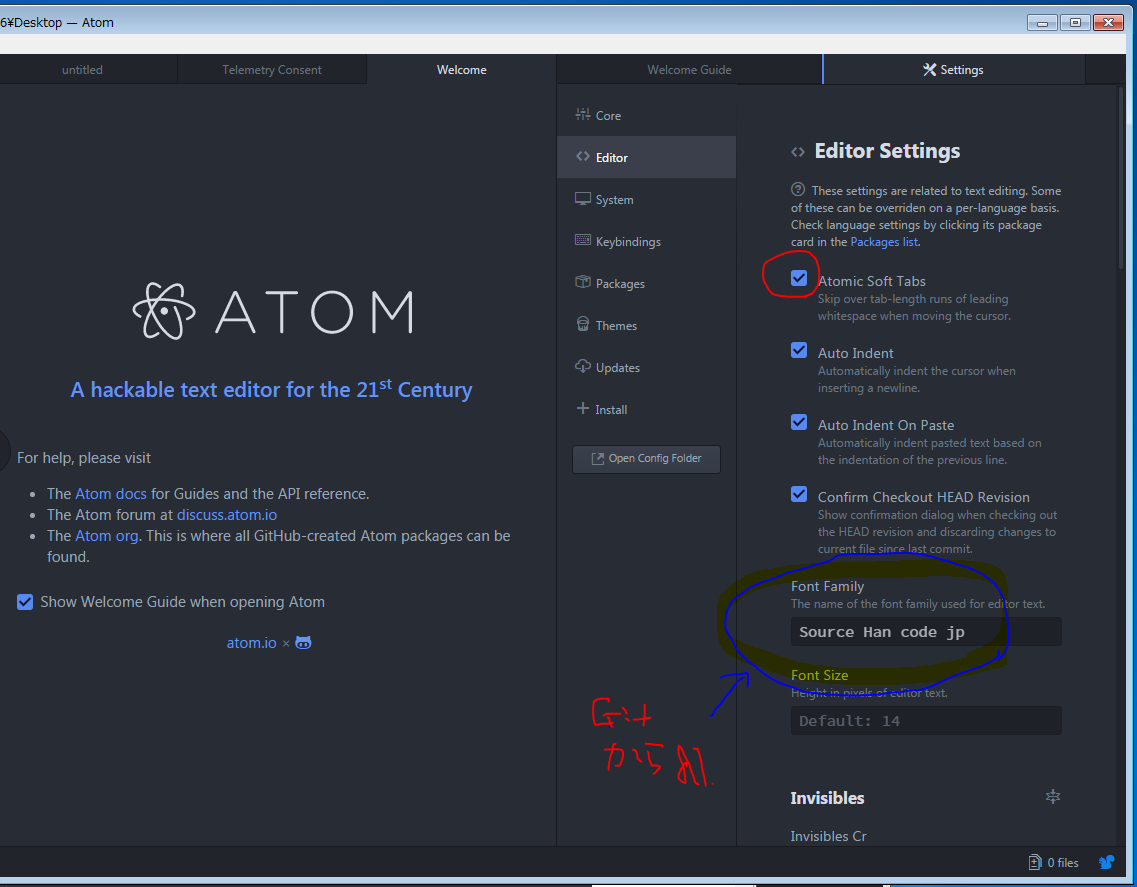 6¥Desktop — Atom
untitled
Telemetry Consent
Welcome
Welcome Guide
Settings
ATOM
A hackable text editor for the 21st Century
For help, please visit
The Atom docs for Guides and the API reference.
The Atom forum at discuss.atom.io
The Atom org. This is where all GitHub-created Atom packages can be
found.
Show Welcome Guide when opening Atom
atom.io ×
Core
Editor
System
Keybindings
Packages
Themes
Updates
Install
Open Config Folder
Editor Settings
These settings are related to text editing. Some
of these can be overriden on a per-language basis.
Check language settings by clicking its package
card in the Packages list.
Atomic Soft Tabs
Skip over tab-length runs of leading
whitespace when moving the cursor.
Auto Indent
Automatically indent the cursor when
inserting a newline.
Auto Indent On Paste
Automatically indent pasted text based on
the indentation of the previous line.
Confirm Checkout HEAD Revision
Show confirmation dialog when checking out
the HEAD revision and discarding changes to
current file since last commit.
Font Family
The name of the font family used for editor text.
Source Han code jp
Font Size
Height in pixels of editor text.
Default: 14
Invisibles
Invisibles Cr
0 files